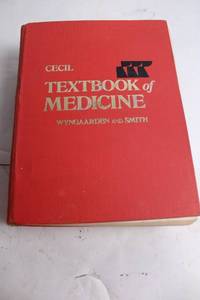 CECIL
TEXTBOOK of
MEDICINE
WYNGAARDEN AND SMITH